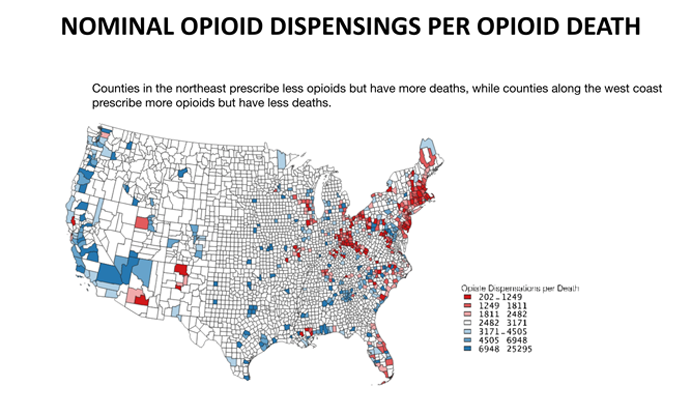 NOMINAL OPIOID DISPENSINGS PER OPIOID DEATH
Counties in the northeast prescribe less opioids but have more deaths, while counties along the west coast
prescribe more opioids but have less deaths.
Opiate Dispensations per Death
202 - 1249
1249 1811
1811 2482
2482 3171
3171 - 4505
4505 6948
6948 25295